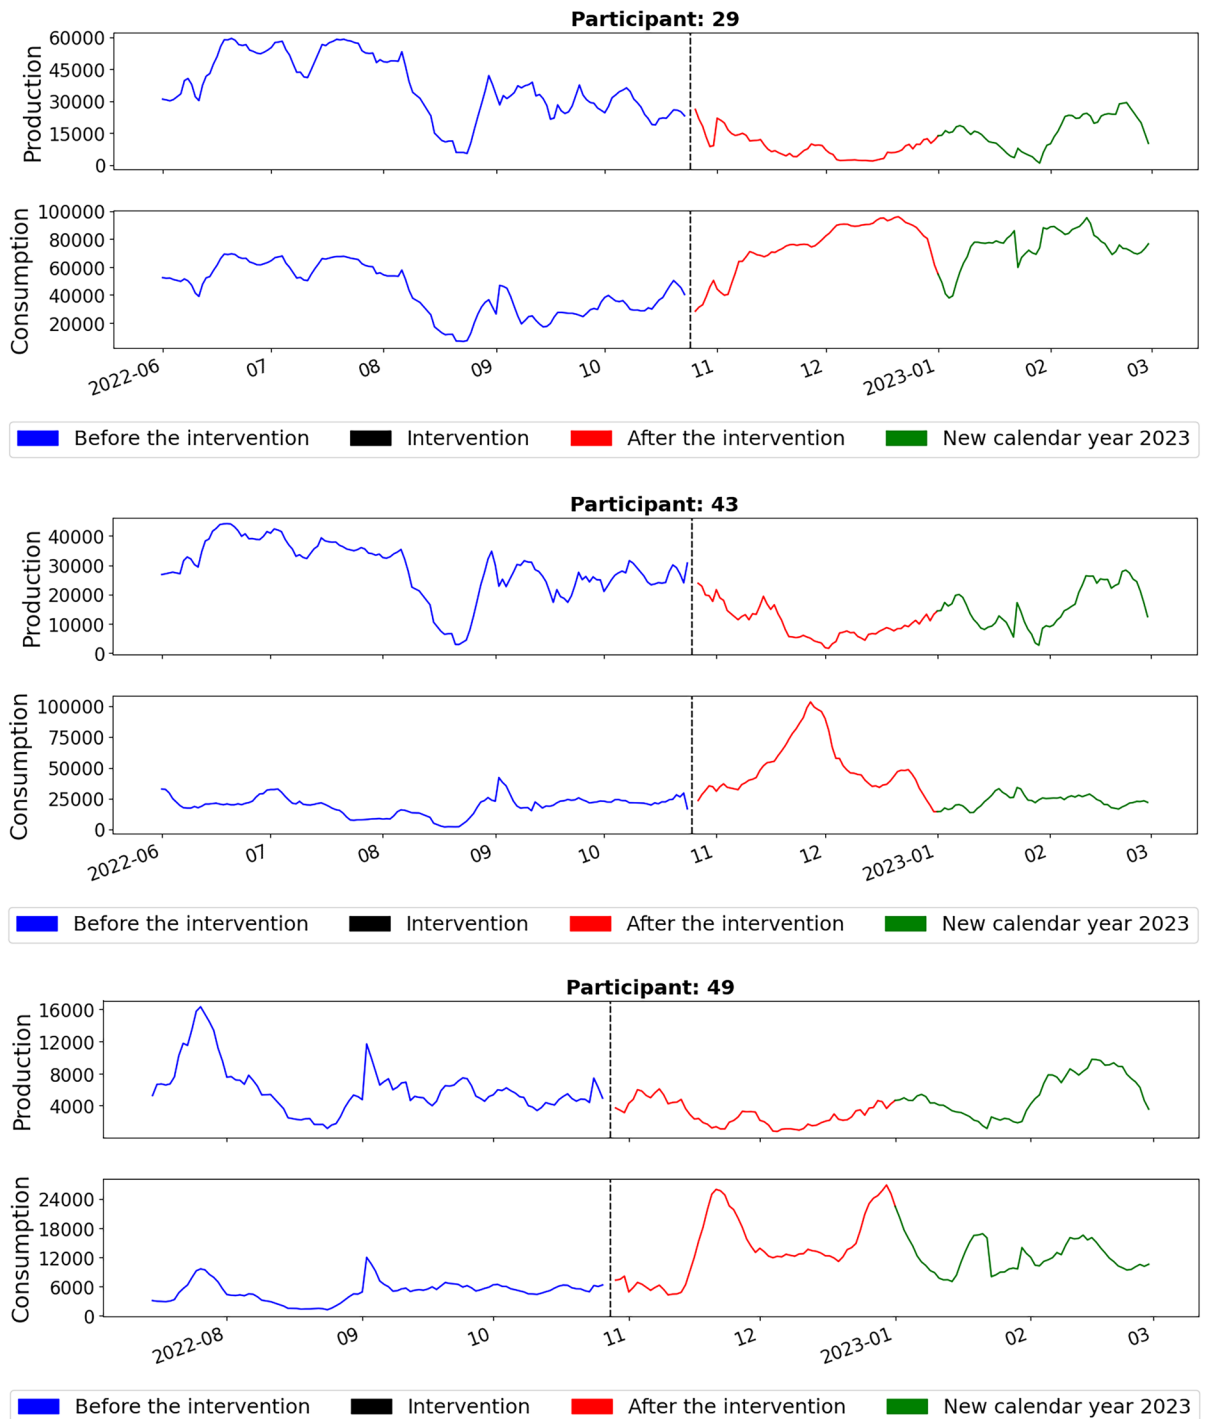 Participant: 29
Production
60000
45000
30000
15000
0
Consumption
100000
80000
60000
40000
20000
2022-06 07 08 09 10 11 12 2023-01 02 03
Before the intervention Intervention After the intervention New calendar year 2023
Participant: 43
Production
40000
30000
20000
10000
0
Consumption
100000
75000
50000
25000
0
2022-06 07 08 09 10 11 12 2023-01 02 03
Before the intervention Intervention After the intervention New calendar year 2023
Participant: 49
Production
16000
12000
8000
4000
Consumption
24000
18000
12000
6000
0
2022-08 09 10 11 12 2023-01 02 03
Before the intervention Intervention After the intervention New calendar year 2023